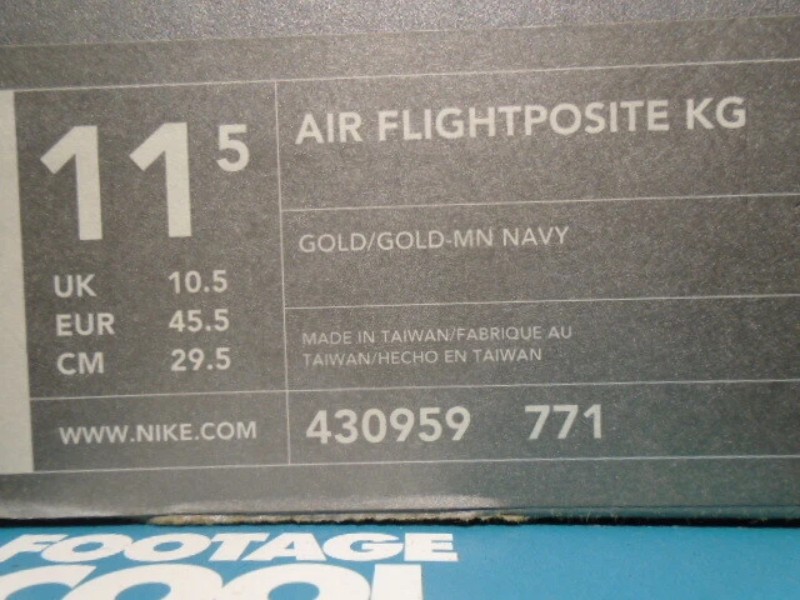 11 5
UK 10.5
EUR 45.5
CM 29.5
WWW.NIKE.COM
AIR FLIGHTPOSITE KG
GOLD/GOLD-MN NAVY
MADE IN TAIWAN/FABRIQUE AU
TAIWAN/HECHO EN TAIWAN
430959 771
FOOTAGE
COOL